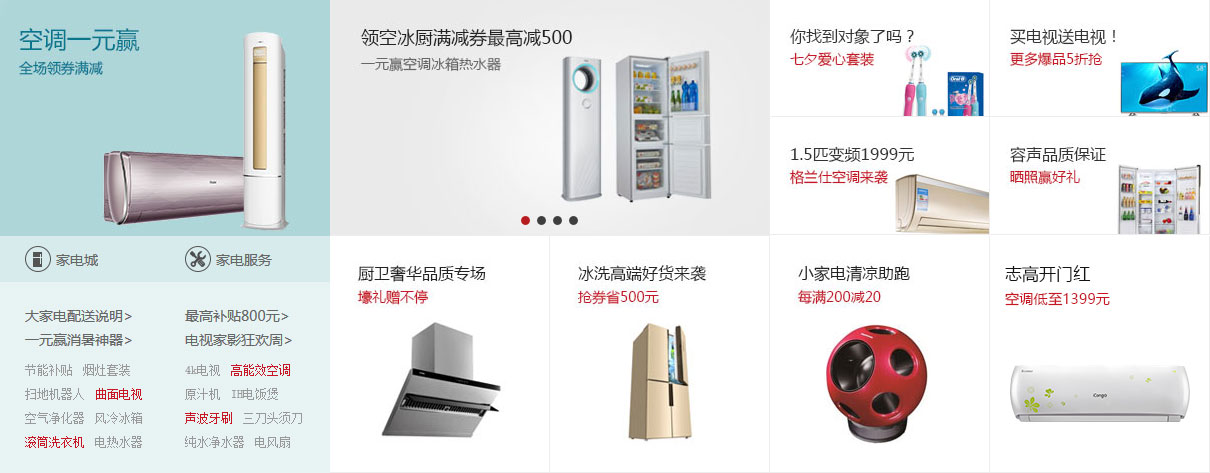 空调一元赢
全场领券满减
家电城
家电服务
大家电配送说明>
最高补贴800元>
一元赢消暑神器>
电视家影狂欢周>
节能补贴 烟灶套装
4k电视 高能效空调
扫地机器人 曲面电视
原汁机 IH电饭煲
空气净化器 风冷冰箱
声波牙刷 三刀头须刀
滚筒洗衣机 电热水器
纯水净水器 电风扇
领空冰厨满减券最高减500
一元赢空调冰箱热水器
你找到对象了吗？
七夕爱心套装
Oral B
买电视送电视！
更多爆品5折抢
58"
1.5匹变频1999元
格兰仕空调来袭
容声品质保证
晒照赢好礼
厨卫奢华品质专场
壕礼赠不停
冰洗高端好货来袭
抢券省500元
小家电清凉助跑
每满200减20
志高开门红
空调低至1399元
iCongo